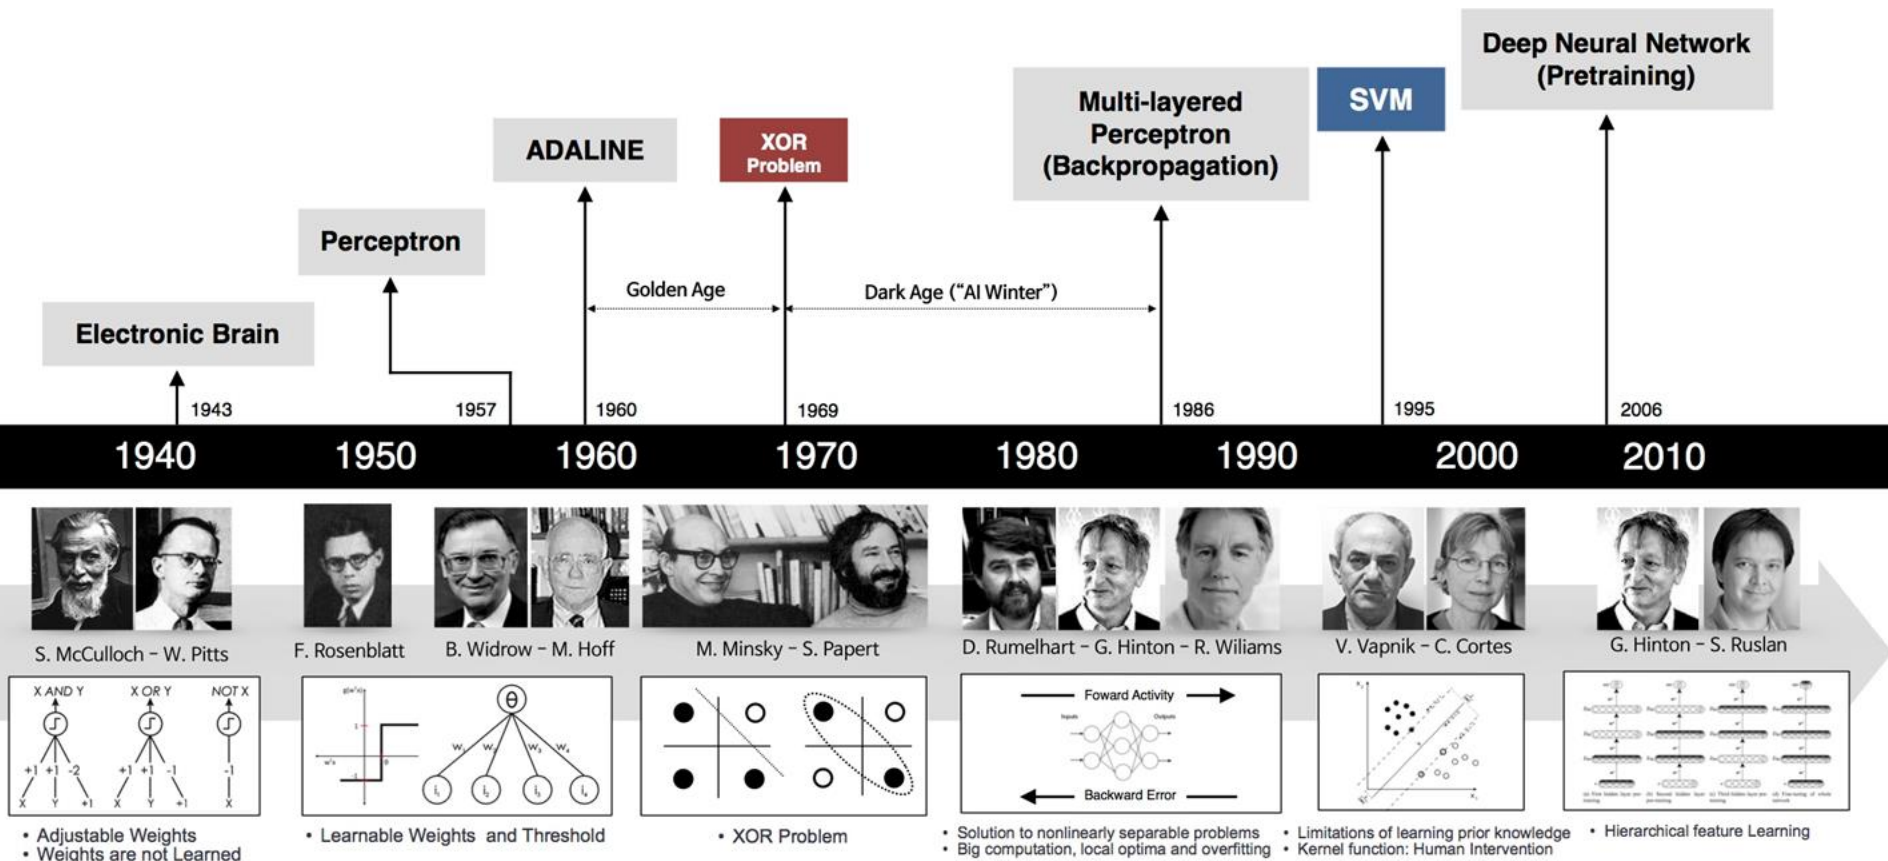 Deep Neural Network
(Pretraining)
Multi-layered
Perceptron
(Backpropagation)
SVM
ADALINE
XOR
Problem
Perceptron
Golden Age
Dark Age (“AI Winter”)
Electronic Brain
1943
1957
1960
1969
1986
1995
2006
1940
1950
1960
1970
1980
1990
2000
2010
S. McCulloch – W. Pitts
F. Rosenblatt
B. Widrow – M. Hoff
M. Minsky – S. Papert
D. Rumelhart – G. Hinton – R. Wiliams
V. Vapnik – C. Cortes
G. Hinton – S. Ruslan
X AND Y
X OR Y
NOT X
+1 +1 -2
+1 +1 -1
-1
X Y +1
X Y +1
X
θ
Foward Activity
Inputs
Outputs
Backward Error
• Adjustable Weights
• Weights are not Learned
• Learnable Weights and Threshold
• XOR Problem
• Solution to nonlinearly separable problems
• Big computation, local optima and overfitting
• Limitations of learning prior knowledge
• Kernel function: Human Intervention
• Hierarchical feature Learning